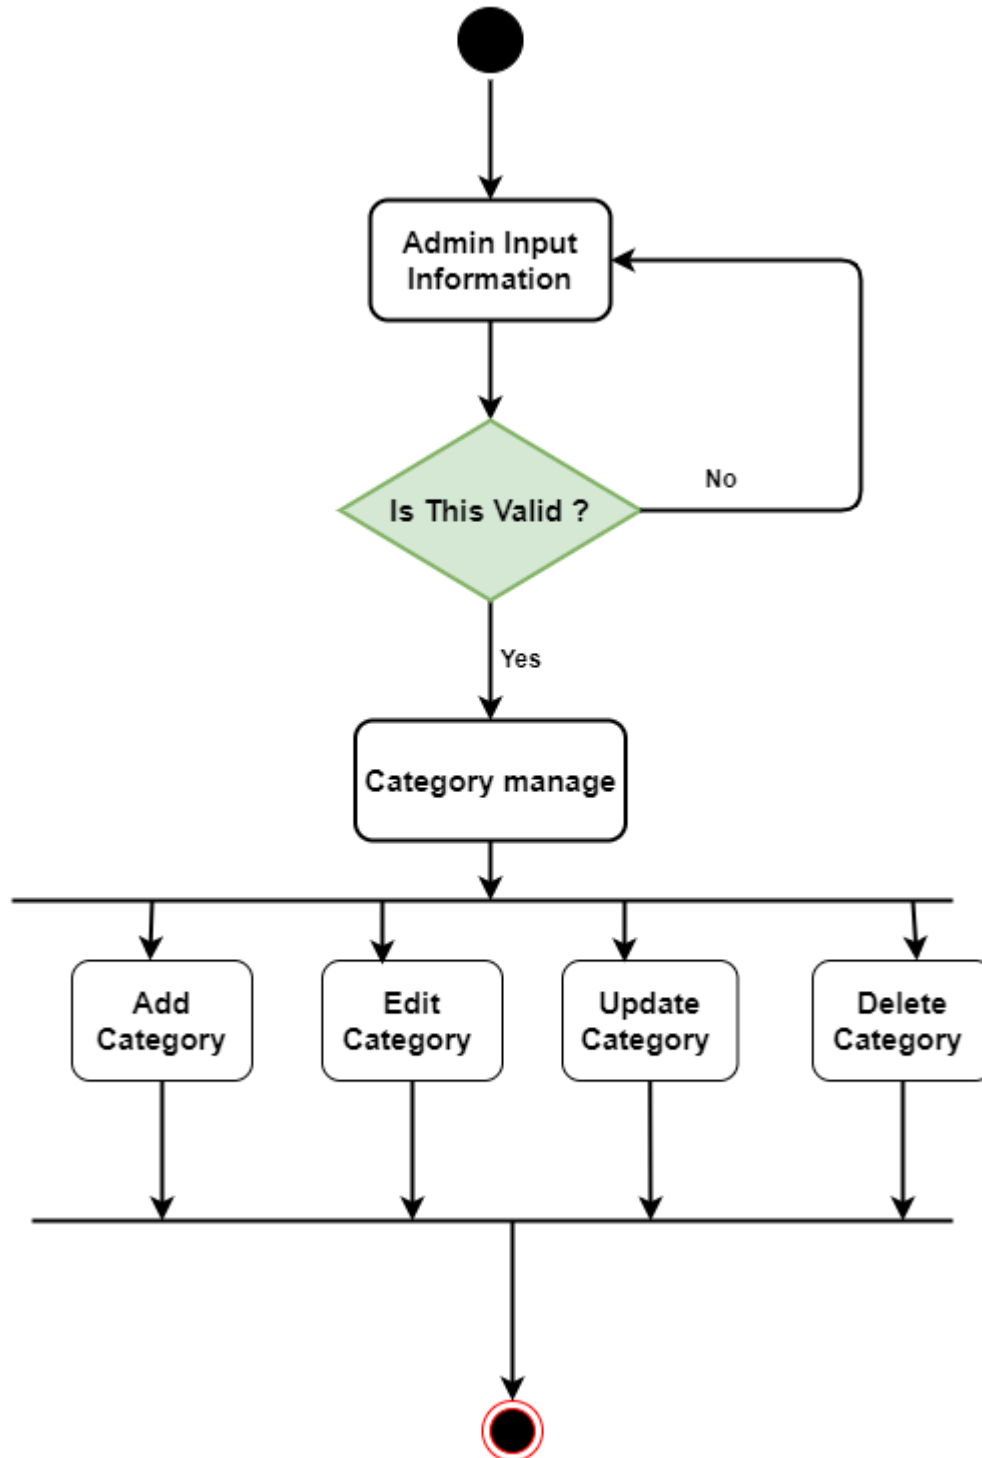 Admin Input
Information
Is This Valid ?
No
Yes
Category manage
Add
Category
Edit
Category
Update
Category
Delete
Category